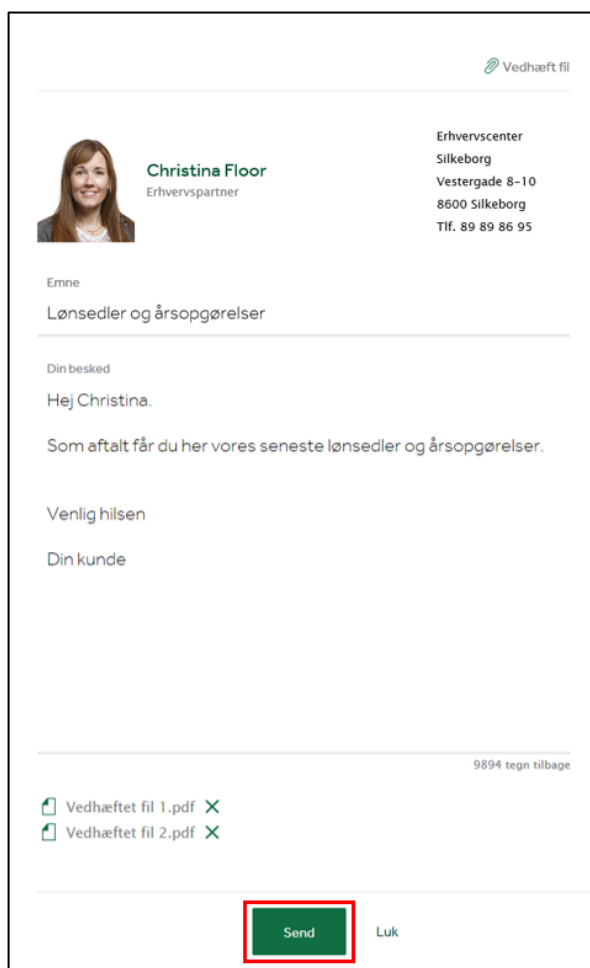 Vedhæft fil
Christina Floor
Erhvervspartner
Erhvervscenter
Silkeborg
Vestergade 8-10
8600 Silkeborg
Tlf. 89 89 86 95
Emne
Lønsedler og årsopgørelser
Din besked
Hej Christina.
Som aftalt får du her vores seneste lønsedler og årsopgørelser.
Venlig hilsen
Din kunde
9894 tegn tilbage
Vedhæftet fil 1.pdf
Vedhæftet fil 2.pdf
Send
Luk